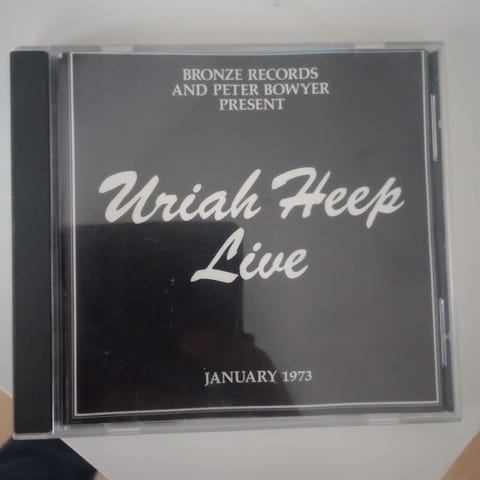 BRONZE RECORDS
AND PETER BOWYER
PRESENT
Uriah Heep
Live
JANUARY 1973